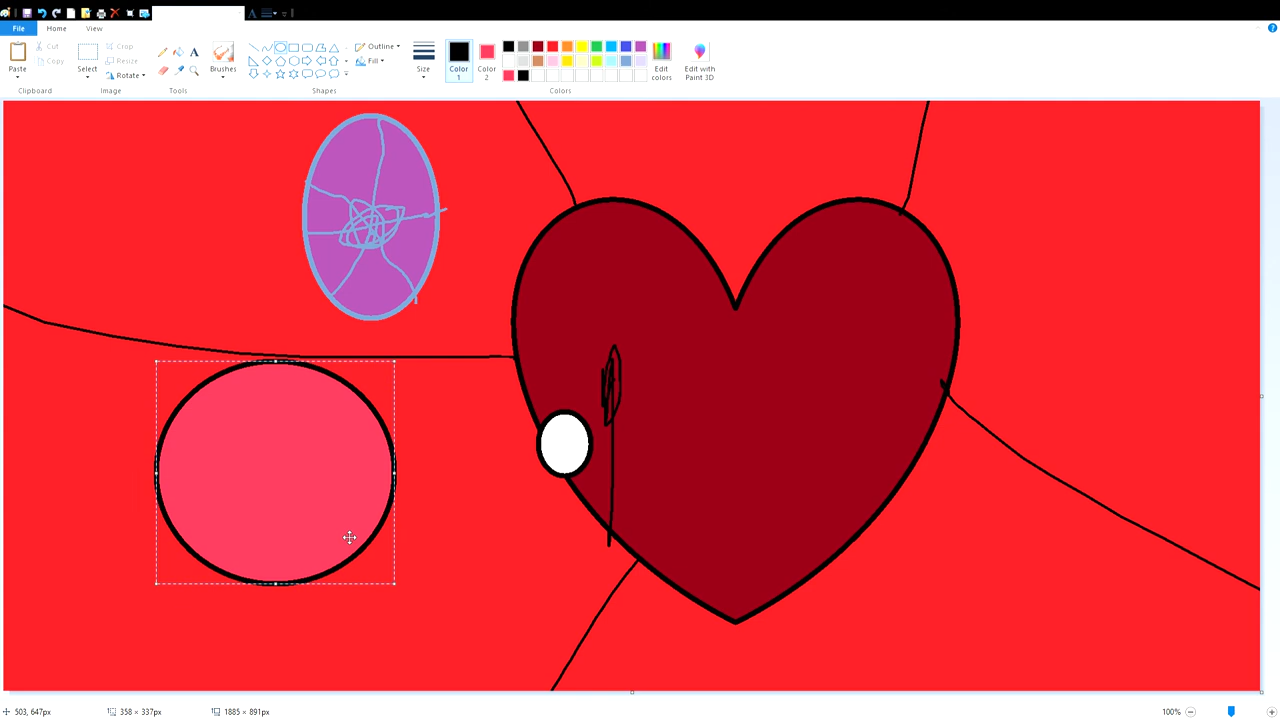 File Home View
Paste Cut Copy Select Crop Resize Rotate A Brushes Outline Fill Size Color 1 Color 2 Edit colors Edit with Paint 3D
Clipboard Image Tools Shapes Colors
503, 647px 358 × 337px 1885 × 891px 100%